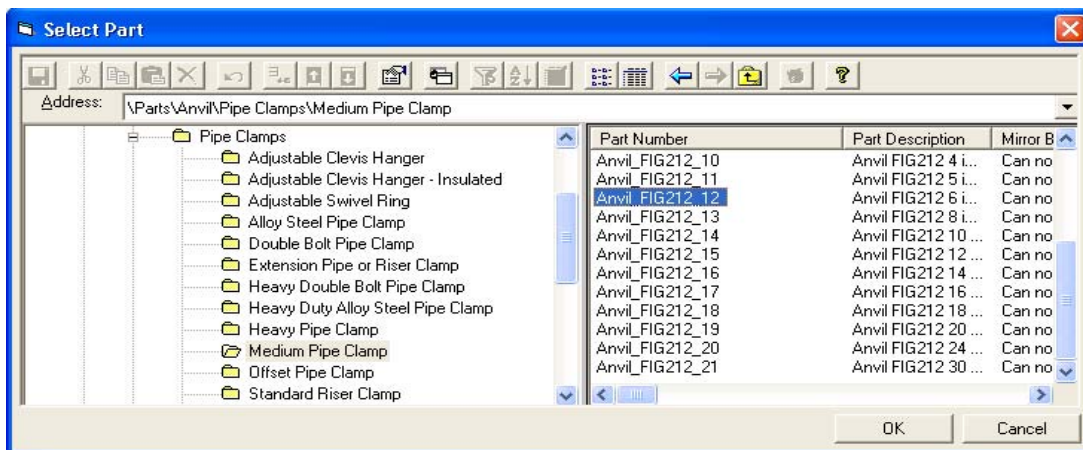 Select Part
Address: \Parts\Anvil\Pipe Clamps\Medium Pipe Clamp
Pipe Clamps
Adjustable Clevis Hanger
Adjustable Clevis Hanger - Insulated
Adjustable Swivel Ring
Alloy Steel Pipe Clamp
Double Bolt Pipe Clamp
Extension Pipe or Riser Clamp
Heavy Double Bolt Pipe Clamp
Heavy Duty Alloy Steel Pipe Clamp
Heavy Pipe Clamp
Medium Pipe Clamp
Offset Pipe Clamp
Standard Riser Clamp
Part Number Part Description Mirror B
Anvil_FIG212_10 Anvil FIG212 4 i... Can no
Anvil_FIG212_11 Anvil FIG212 5 i... Can no
Anvil_FIG212_12 Anvil FIG212 6 i... Can no
Anvil_FIG212_13 Anvil FIG212 8 i... Can no
Anvil_FIG212_14 Anvil FIG212 10 ... Can no
Anvil_FIG212_15 Anvil FIG212 12 ... Can no
Anvil_FIG212_16 Anvil FIG212 14 ... Can no
Anvil_FIG212_17 Anvil FIG212 16 ... Can no
Anvil_FIG212_18 Anvil FIG212 18 ... Can no
Anvil_FIG212_19 Anvil FIG212 20 ... Can no
Anvil_FIG212_20 Anvil FIG212 24 ... Can no
Anvil_FIG212_21 Anvil FIG212 30 ... Can no
OK Cancel